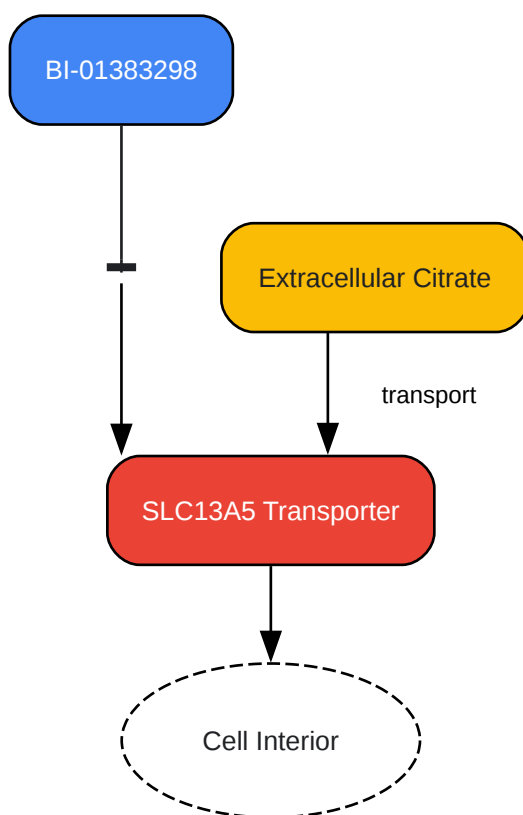 BI-01383298
Extracellular Citrate
transport
SLC13A5 Transporter
Cell Interior